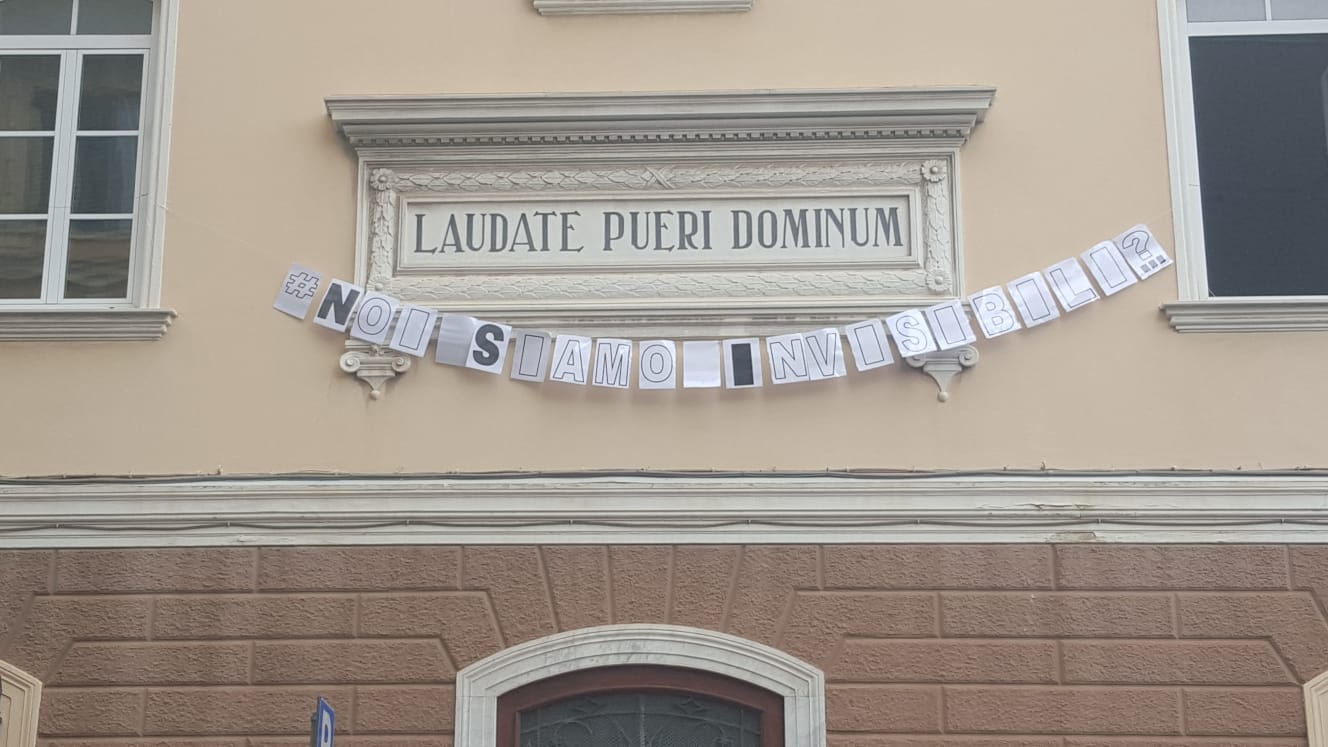 LAUDATE PUERI DOMINUM
#NOI SIAMO INVISIBILI?...
P